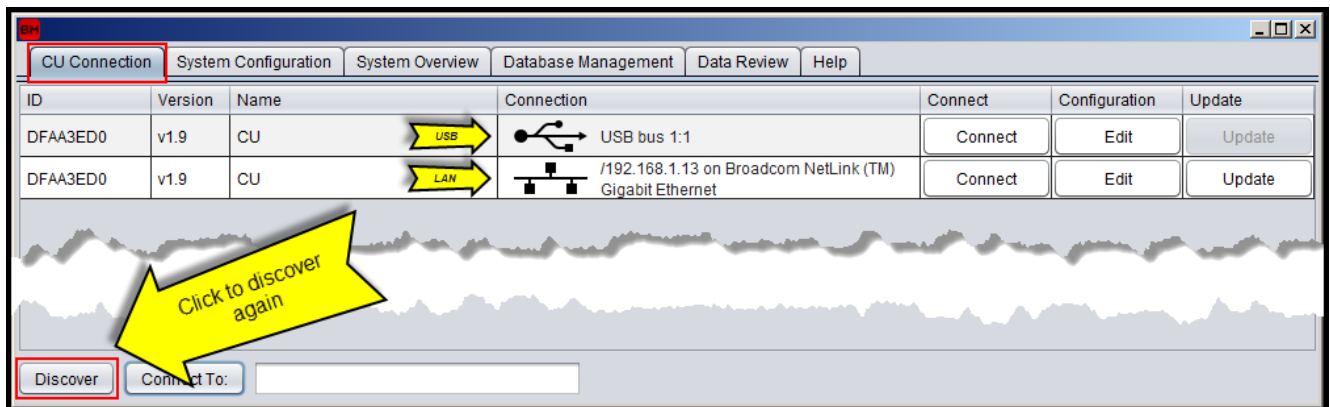 BM
CU Connection System Configuration System Overview Database Management Data Review Help
ID Version Name Connection Connect Configuration Update
DFAA3ED0 v1.9 CU USB USB bus 1:1 Connect Edit Update
DFAA3ED0 v1.9 CU LAN /192.168.1.13 on Broadcom NetLink (TM)
Gigabit Ethernet Connect Edit Update
Click to discover
again
Discover Connect To: